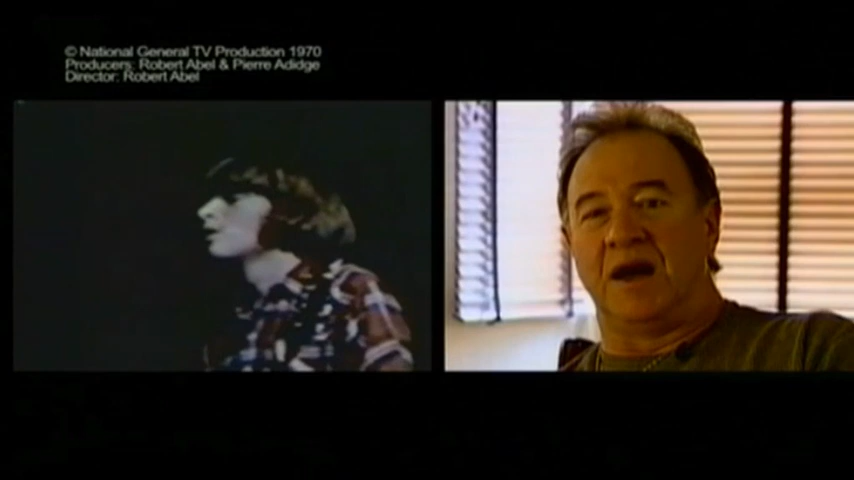 © National General TV Production 1970
Producers: Robert Abel & Pierre Adidge
Director: Robert Abel